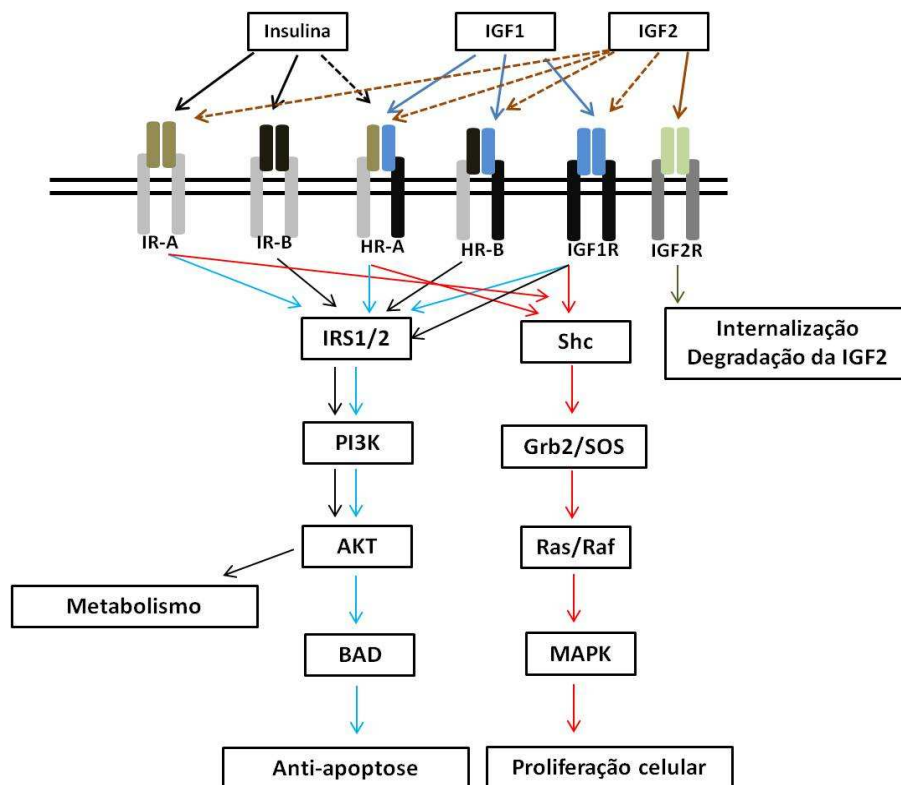 Insulina
IGF1
IGF2
IR-A
IR-B
HR-A
HR-B
IGF1R
IGF2R
IRS1/2
Shc
Internalização
Degradação da IGF2
PI3K
Grb2/SOS
AKT
Ras/Raf
Metabolismo
BAD
MAPK
Anti-apoptose
Proliferação celular